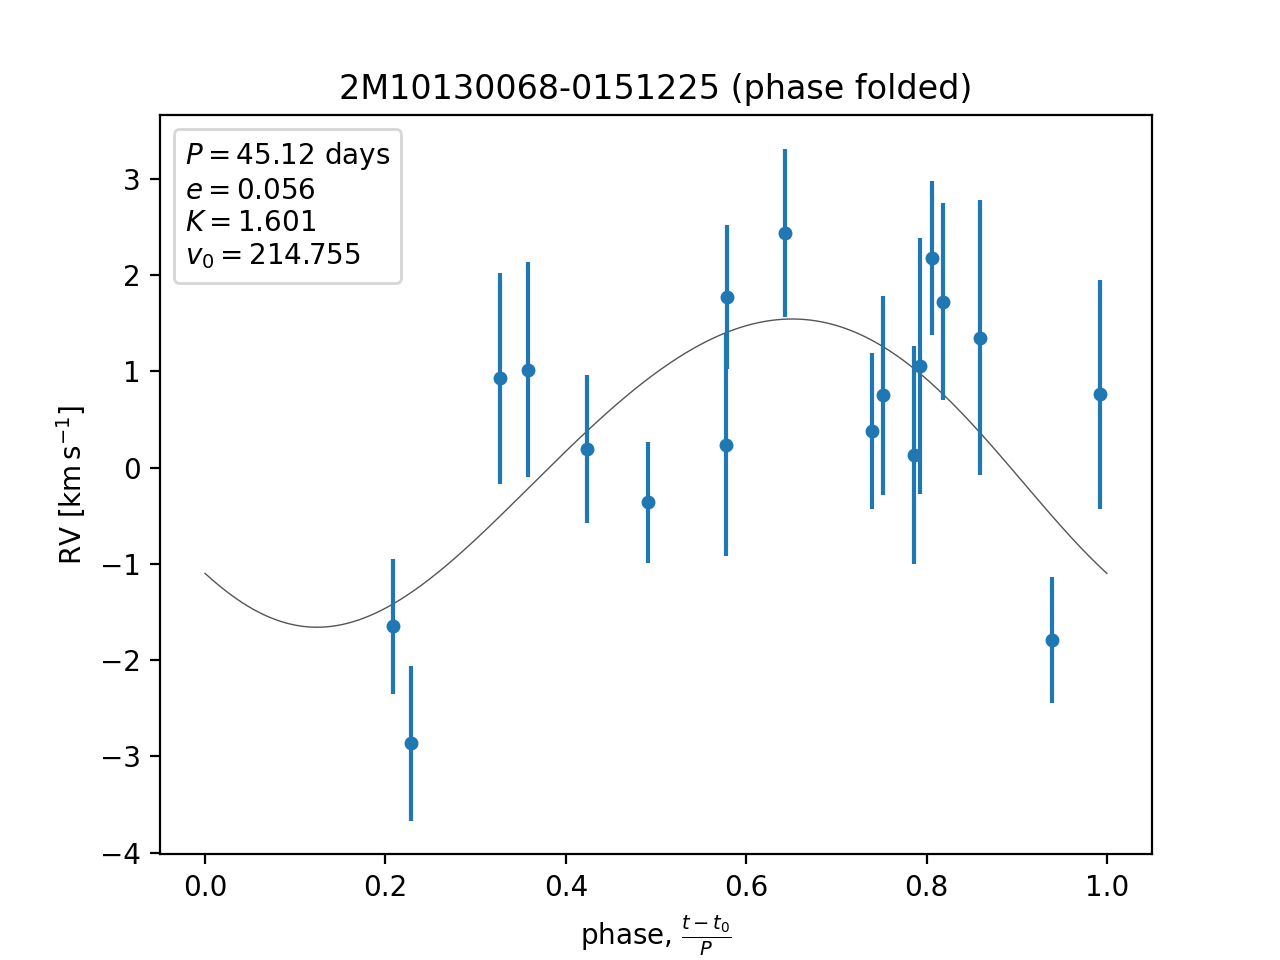 2M10130068-0151225 (phase folded)
P = 45.12 days
e = 0.056
K = 1.601
v₀ = 214.755
3
2
1
0
−1
−2
−3
−4
RV [km s⁻¹]
0.0 0.2 0.4 0.6 0.8 1.0
phase, (t − t₀)/P